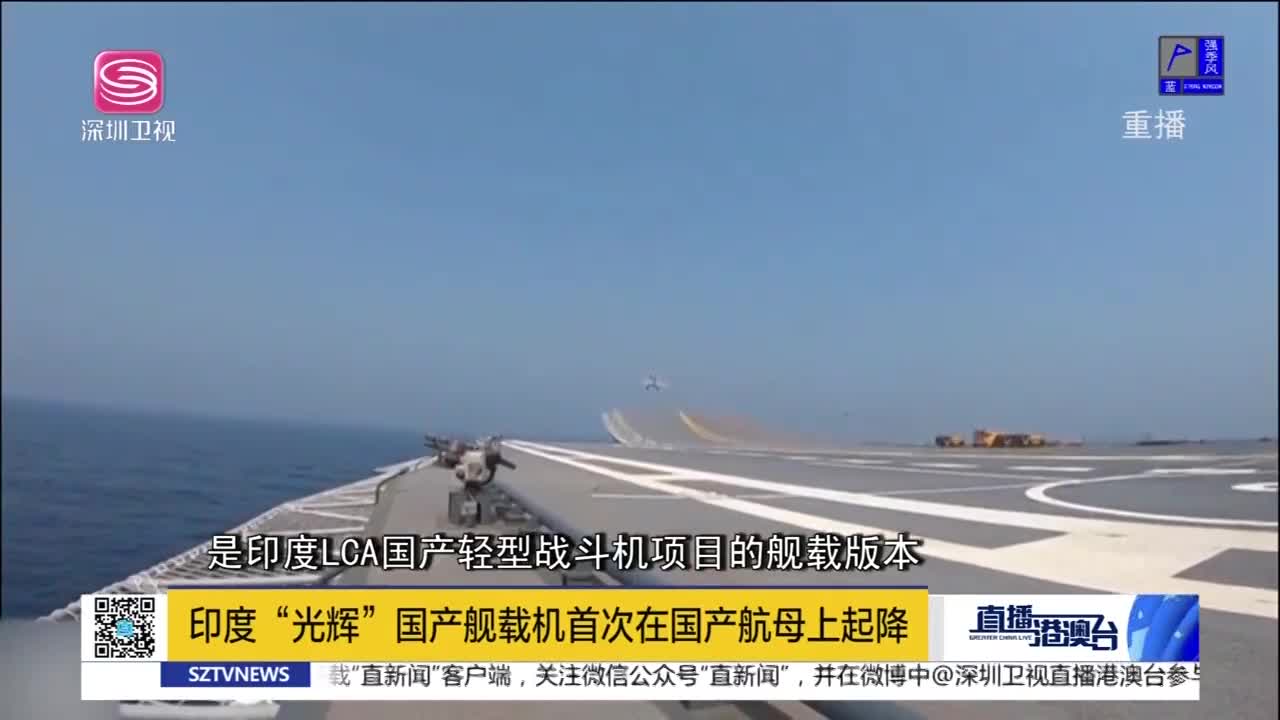 深圳卫视
强季风
蓝
重播
是印度LCA国产轻型战斗机项目的舰载版本
印度“光辉”国产舰载机首次在国产航母上起降
直播港澳台
GREATER CHINA LIVE
SZTVNEWS
载“直新闻”客户端，关注微信公众号“直新闻”，并在微博中@深圳卫视直播港澳台参与